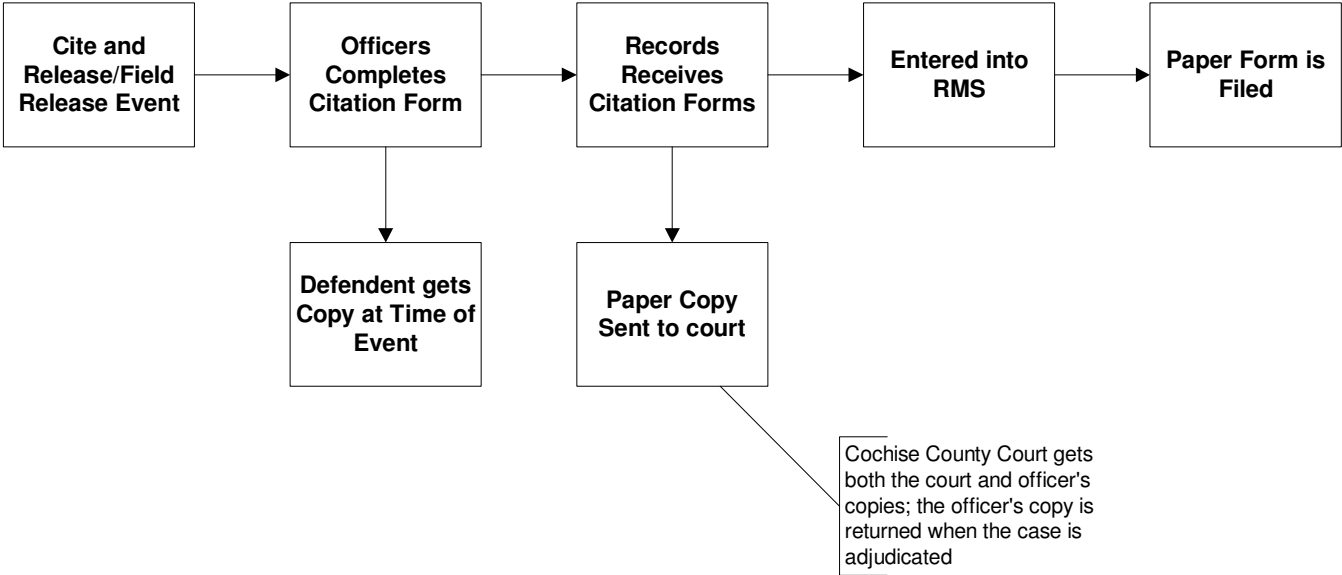 Cite and
Release/Field
Release Event
Officers
Completes
Citation Form
Records
Receives
Citation Forms
Entered into
RMS
Paper Form is
Filed
Defendent gets
Copy at Time of
Event
Paper Copy
Sent to court
Cochise County Court gets
both the court and officer's
copies; the officer's copy is
returned when the case is
adjudicated